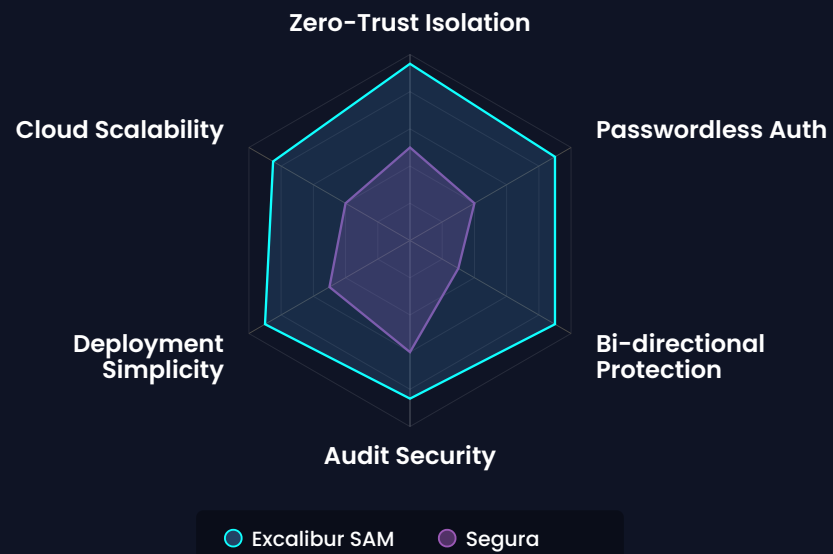 Zero-Trust Isolation
Cloud Scalability
Passwordless Auth
Deployment
Simplicity
Bi-directional
Protection
Audit Security
Excalibur SAM
Segura